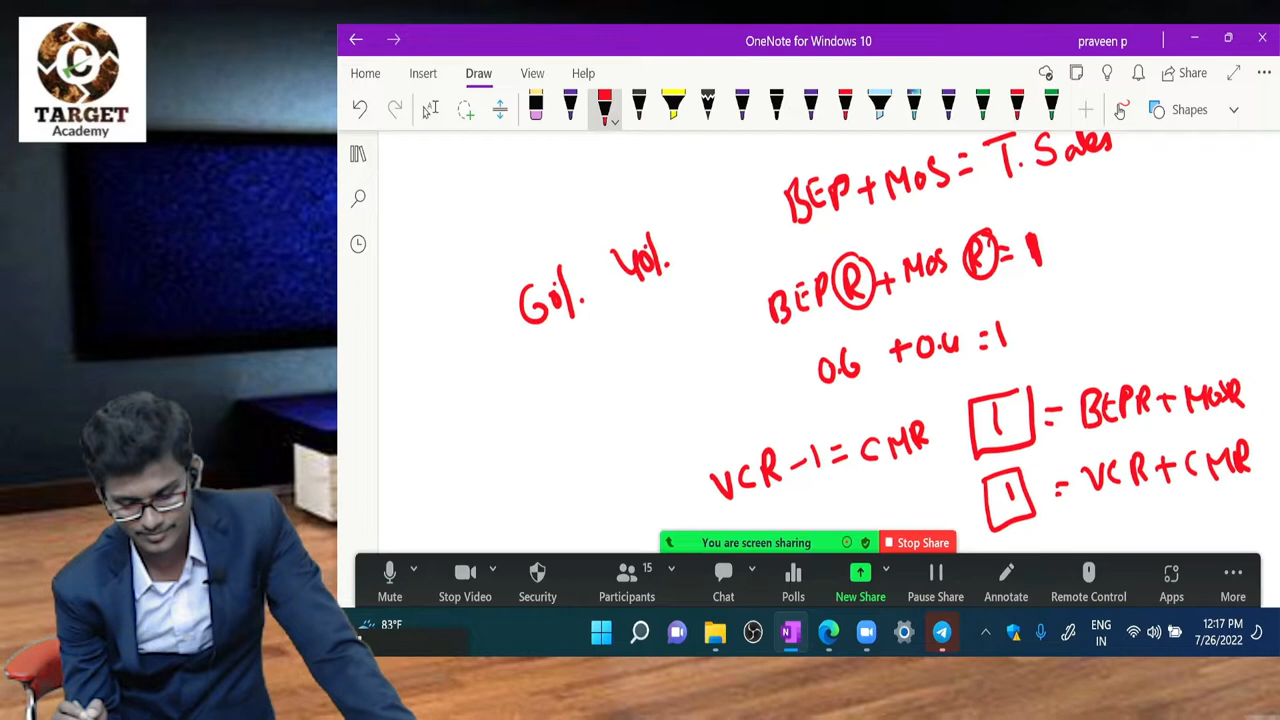 TARGET
Academy
OneNote for Windows 10
praveen p
Home Insert Draw View Help
Share
Shapes
BEP + MOS = T. Sales
60% 40%
BEP R + MOS R = 1
0.6 + 0.4 = 1
1 = BEPR + MOSR
VCR - 1 = CMR
1 = VCR + CMR
You are screen sharing
Stop Share
15
Mute Stop Video Security Participants Chat Polls New Share Pause Share Annotate Remote Control Apps More
83°F
ENG
IN
12:17 PM
7/26/2022